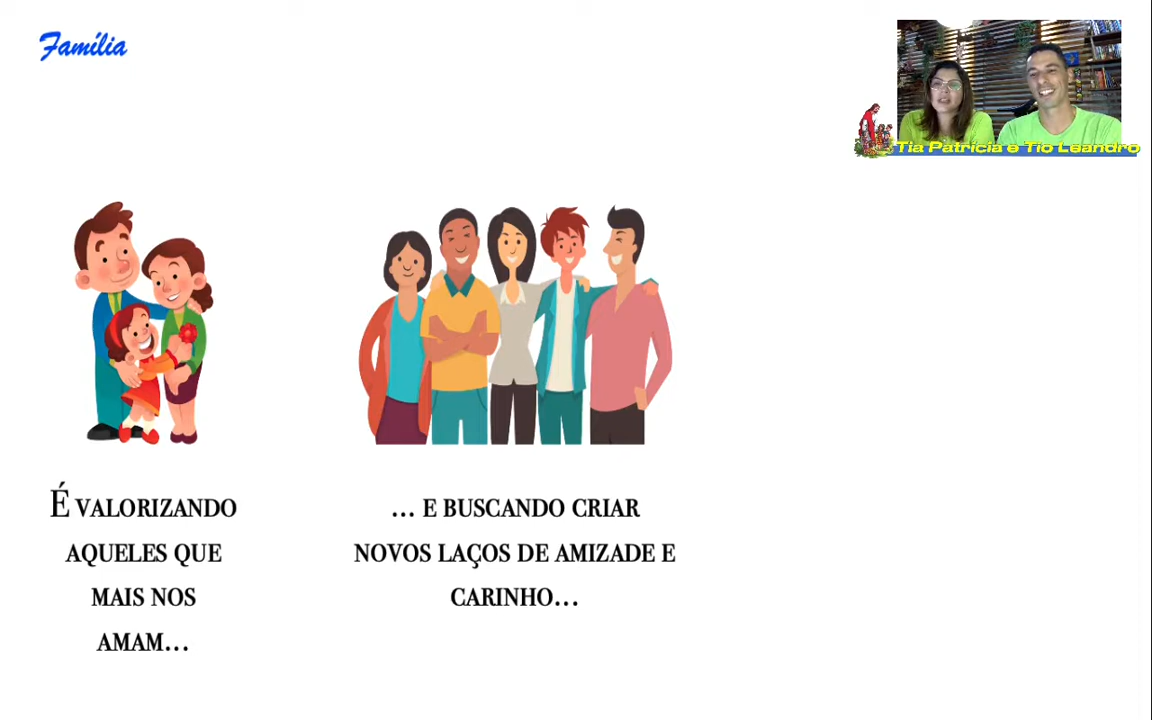 Família
Tia Patrícia e Tio Leandro
É VALORIZANDO
AQUELES QUE
MAIS NOS
AMAM...
... E BUSCANDO CRIAR
NOVOS LAÇOS DE AMIZADE E
CARINHO...